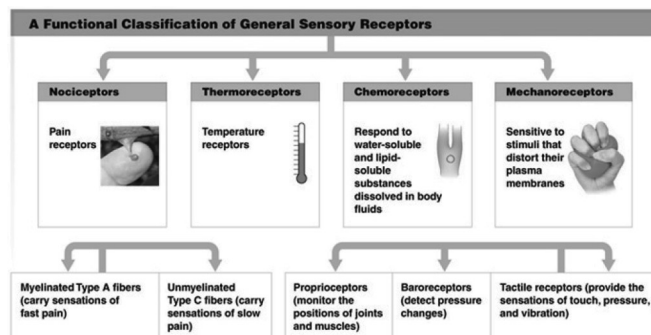 A Functional Classification of General Sensory Receptors
Nociceptors
Pain
receptors
Thermoreceptors
Temperature
receptors
Chemoreceptors
Respond to
water-soluble
and lipid-
soluble
substances
dissolved in body
fluids
Mechanoreceptors
Sensitive to
stimuli that
distort their
plasma
membranes
Myelinated Type A fibers
(carry sensations of
fast pain)
Unmyelinated
Type C fibers (carry
sensations of slow
pain)
Proprioceptors
(monitor the
positions of joints
and muscles)
Baroreceptors
(detect pressure
changes)
Tactile receptors (provide the
sensations of touch, pressure,
and vibration)